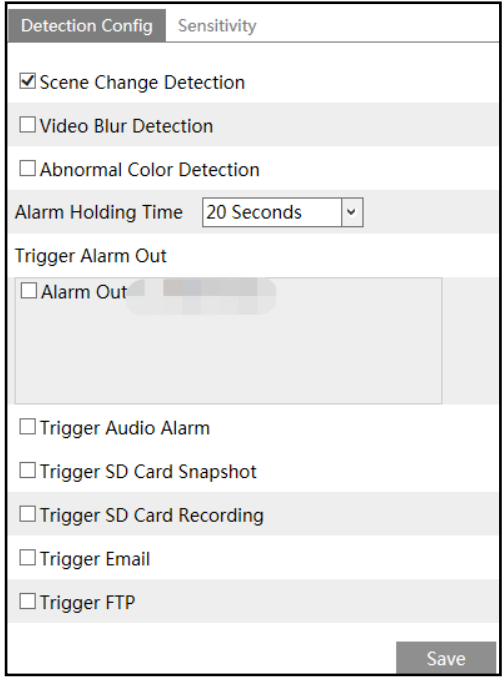 Detection Config Sensitivity
Scene Change Detection
Video Blur Detection
Abnormal Color Detection
Alarm Holding Time 20 Seconds
Trigger Alarm Out
Alarm Out
Trigger Audio Alarm
Trigger SD Card Snapshot
Trigger SD Card Recording
Trigger Email
Trigger FTP
Save